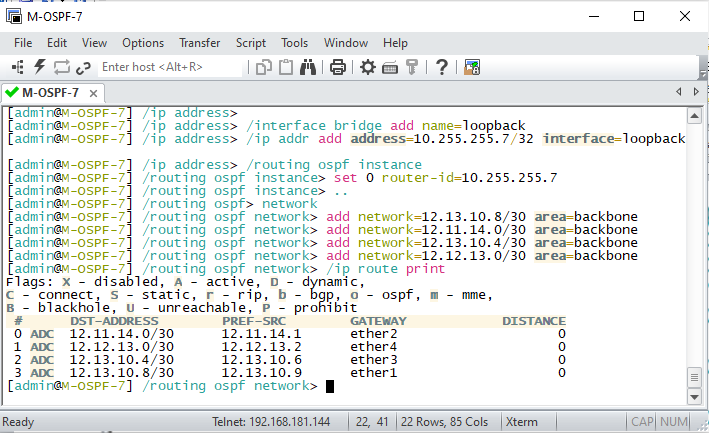 M-OSPF-7
File Edit View Options Transfer Script Tools Window Help
Enter host <Alt+R>
M-OSPF-7
[admin@M-OSPF-7] /ip address>
[admin@M-OSPF-7] /ip address> /interface bridge add name=loopback
[admin@M-OSPF-7] /ip address> /ip addr add address=10.255.255.7/32 interface=loopback
[admin@M-OSPF-7] /ip address> /routing ospf instance
[admin@M-OSPF-7] /routing ospf instance> set 0 router-id=10.255.255.7
[admin@M-OSPF-7] /routing ospf instance> ..
[admin@M-OSPF-7] /routing ospf> network
[admin@M-OSPF-7] /routing ospf network> add network=12.13.10.8/30 area=backbone
[admin@M-OSPF-7] /routing ospf network> add network=12.11.14.0/30 area=backbone
[admin@M-OSPF-7] /routing ospf network> add network=12.13.10.4/30 area=backbone
[admin@M-OSPF-7] /routing ospf network> add network=12.12.13.0/30 area=backbone
[admin@M-OSPF-7] /routing ospf network> /ip route print
Flags: X - disabled, A - active, D - dynamic,
C - connect, S - static, r - rip, b - bgp, o - ospf, m - mme,
B - blackhole, U - unreachable, P - prohibit
# DST-ADDRESS PREF-SRC GATEWAY DISTANCE
0 ADC 12.11.14.0/30 12.11.14.1 ether2 0
1 ADC 12.12.13.0/30 12.12.13.2 ether4 0
2 ADC 12.13.10.4/30 12.13.10.6 ether3 0
3 ADC 12.13.10.8/30 12.13.10.9 ether1 0
[admin@M-OSPF-7] /routing ospf network>
Ready Telnet: 192.168.181.144 22, 41 22 Rows, 85 Cols Xterm CAP NUM